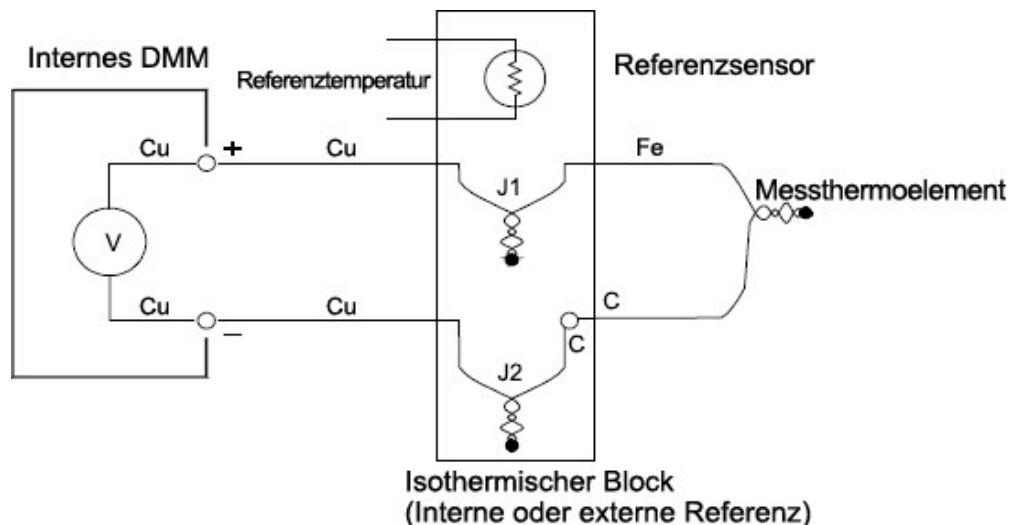 Internes DMM
Referenztemperatur
Referenzsensor
Cu
+
Cu
Fe
J1
Messthermoelement
V
Cu
–
Cu
C
C
J2
Isothermischer Block
(Interne oder externe Referenz)